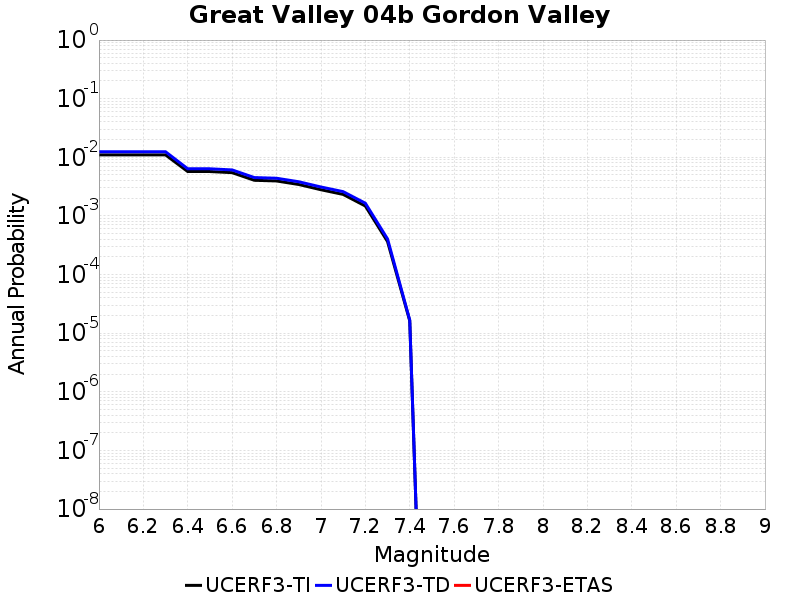 Great Valley 04b Gordon Valley
10^0
10^-1
10^-2
10^-3
10^-4
10^-5
10^-6
10^-7
10^-8
Annual Probability
6 6.2 6.4 6.6 6.8 7 7.2 7.4 7.6 7.8 8 8.2 8.4 8.6 8.8 9
Magnitude
UCERF3-TI UCERF3-TD UCERF3-ETAS